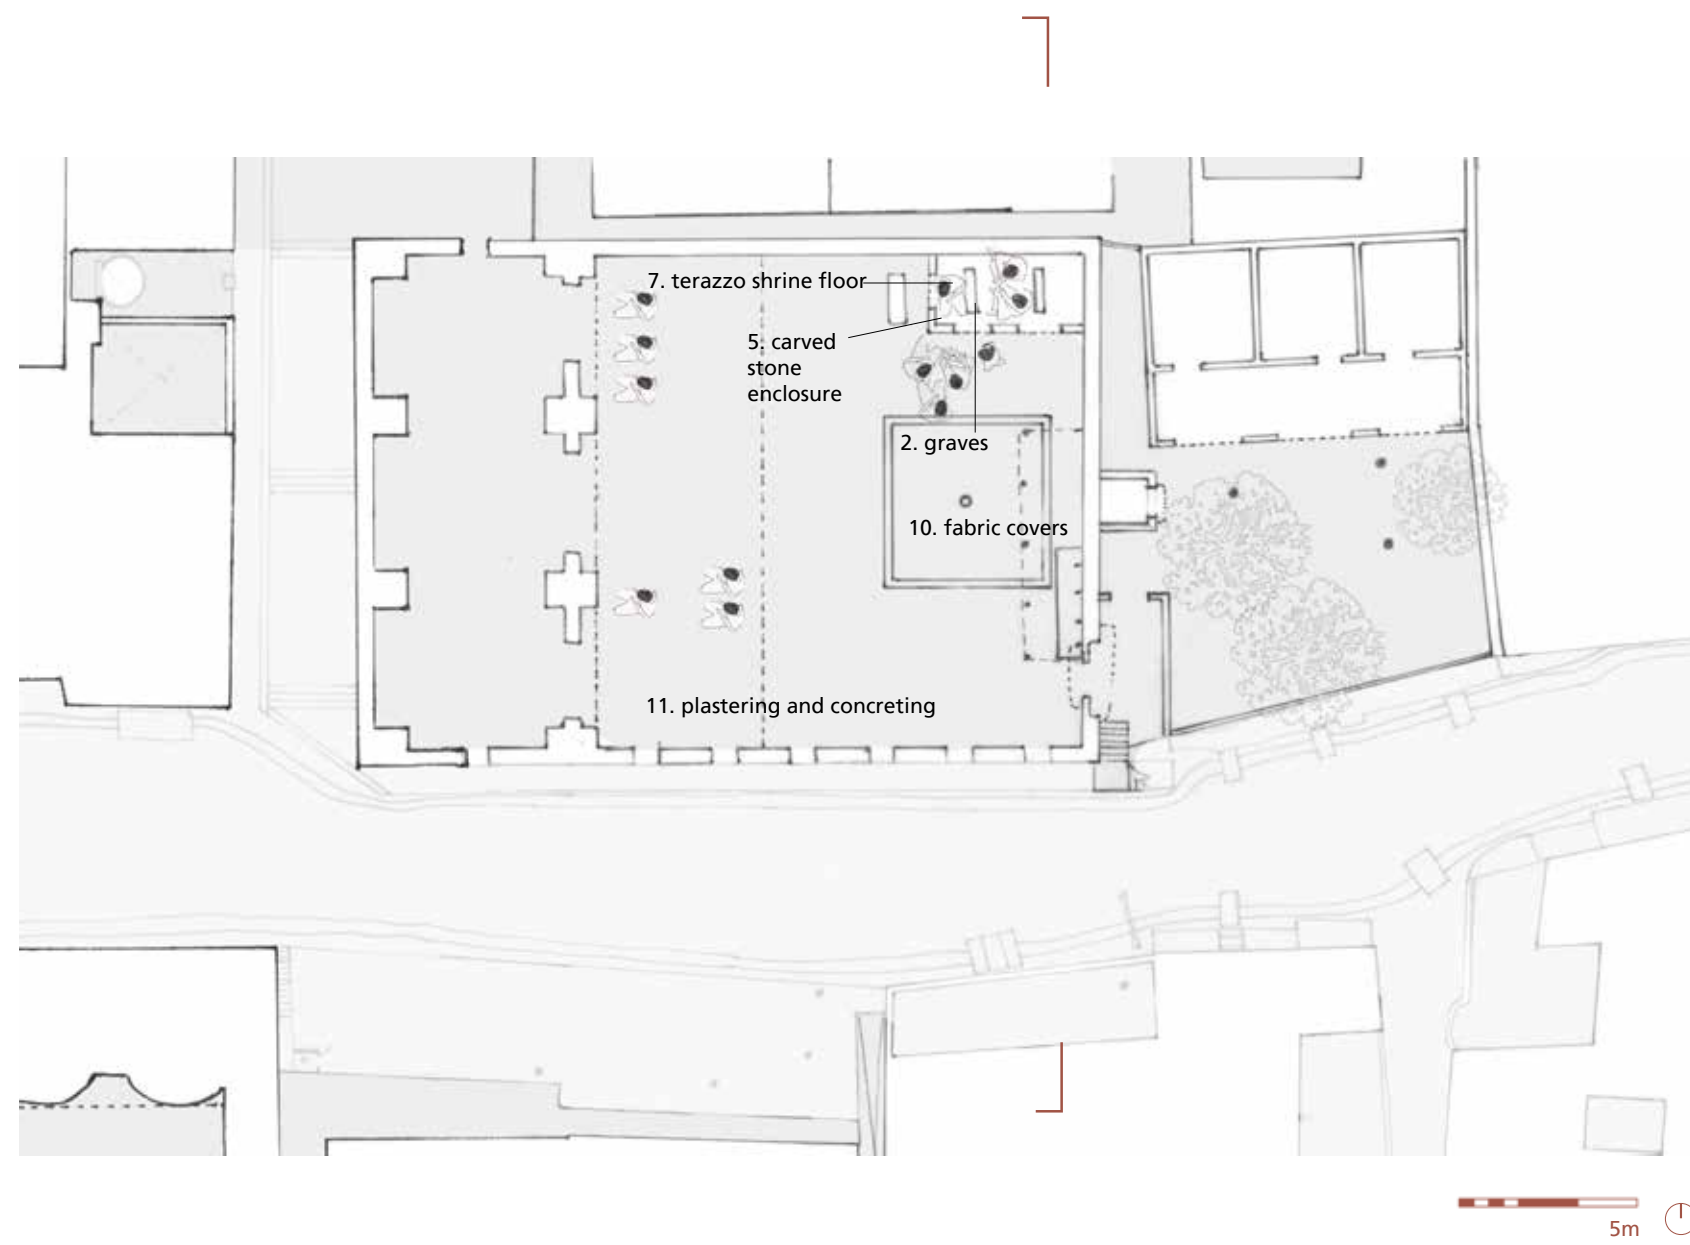 7. terazzo shrine floor
5. carved
stone
enclosure
2. graves
10. fabric covers
11. plastering and concreting
5m